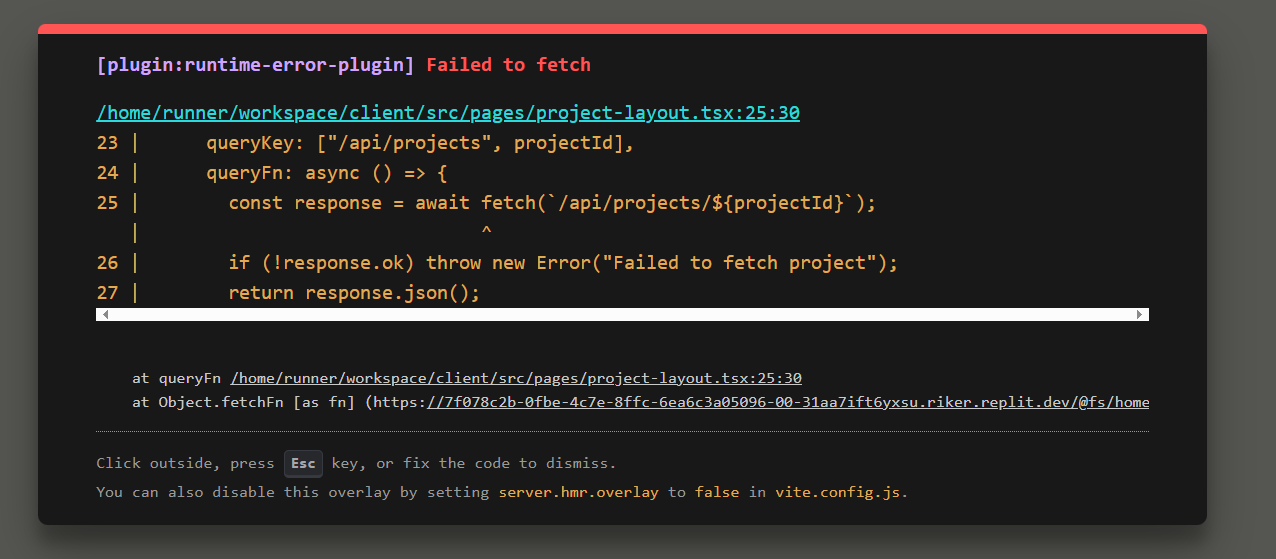 [plugin:runtime-error-plugin] Failed to fetch
/home/runner/workspace/client/src/pages/project-layout.tsx:25:30
23 |      queryKey: ["/api/projects", projectId],
24 |      queryFn: async () => {
25 |        const response = await fetch(`/api/projects/${projectId}`);
   |                               ^
26 |        if (!response.ok) throw new Error("Failed to fetch project");
27 |        return response.json();
at queryFn /home/runner/workspace/client/src/pages/project-layout.tsx:25:30
at Object.fetchFn [as fn] (https://7f078c2b-0fbe-4c7e-8ffc-6ea6c3a05096-00-31aa7ift6yxsu.riker.replit.dev/@fs/home
Click outside, press Esc key, or fix the code to dismiss.
You can also disable this overlay by setting server.hmr.overlay to false in vite.config.js.